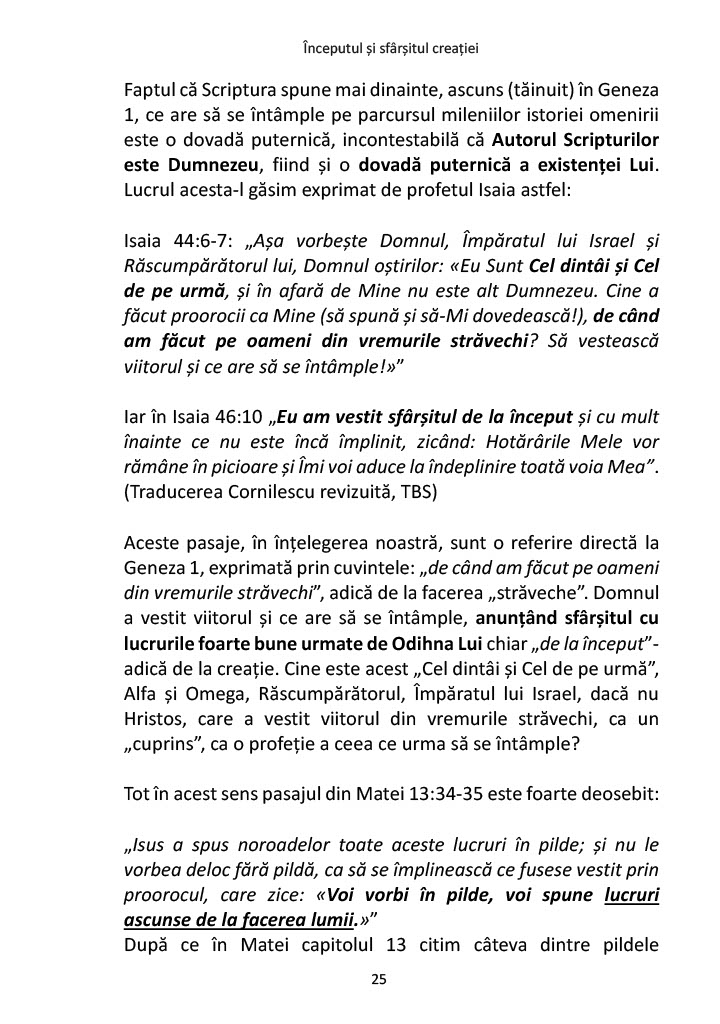 Începutul și sfârșitul creației
Faptul că Scriptura spune mai dinainte, ascuns (tăinuit) în Geneza
1, ce are să se întâmple pe parcursul mileniilor istoriei omenirii
este o dovadă puternică, incontestabilă că Autorul Scripturilor
este Dumnezeu, fiind și o dovadă puternică a existenței Lui.
Lucrul acesta-l găsim exprimat de profetul Isaia astfel:
Isaia 44:6-7: „Așa vorbește Domnul, Împăratul lui Israel și
Răscumpărătorul lui, Domnul oștirilor: «Eu Sunt Cel dintâi și Cel
de pe urmă, și în afară de Mine nu este alt Dumnezeu. Cine a
făcut proorocii ca Mine (să spună și să-Mi dovedească!), de când
am făcut pe oameni din vremurile străvechi? Să vestească
viitorul și ce are să se întâmple!»”
Iar în Isaia 46:10 „Eu am vestit sfârșitul de la început și cu mult
înainte ce nu este încă împlinit, zicând: Hotărârile Mele vor
rămâne în picioare și Îmi voi aduce la îndeplinire toată voia Mea”.
(Traducerea Cornilescu revizuită, TBS)
Aceste pasaje, în înțelegerea noastră, sunt o referire directă la
Geneza 1, exprimată prin cuvintele: „de când am făcut pe oameni
din vremurile străvechi”, adică de la facerea „străveche”. Domnul
a vestit viitorul și ce are să se întâmple, anunțând sfârșitul cu
lucrurile foarte bune urmate de Odihna Lui chiar „de la început”-
adică de la creație. Cine este acest „Cel dintâi și Cel de pe urmă”,
Alfa și Omega, Răscumpărătorul, Împăratul lui Israel, dacă nu
Hristos, care a vestit viitorul din vremurile străvechi, ca un
„cuprins”, ca o profeție a ceea ce urma să se întâmple?
Tot în acest sens pasajul din Matei 13:34-35 este foarte deosebit:
„Isus a spus noroadelor toate aceste lucruri în pilde; și nu le
vorbea deloc fără pildă, ca să se împlinească ce fusese vestit prin
proorocul, care zice: «Voi vorbi în pilde, voi spune lucruri
ascunse de la facerea lumii.»”
După ce în Matei capitolul 13 citim câteva dintre pildele
25